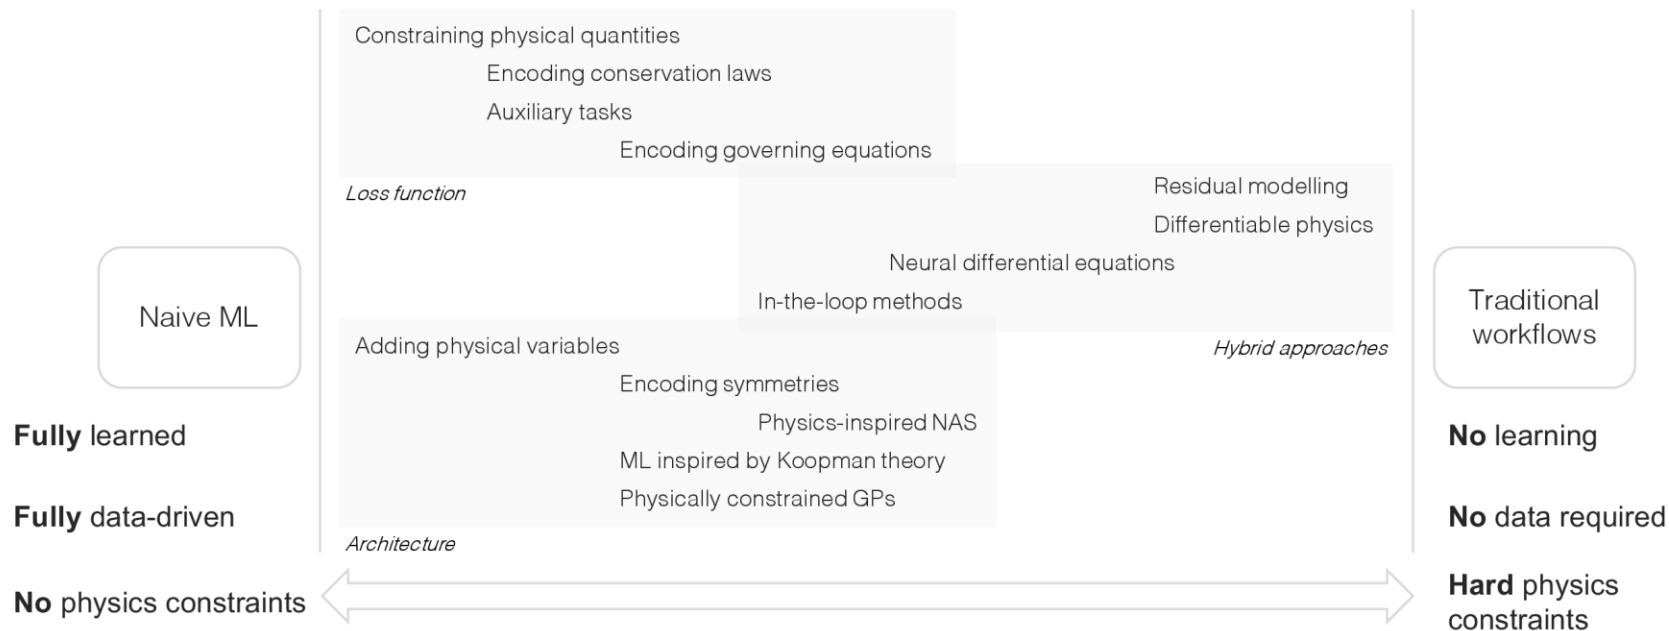 Constraining physical quantities
Encoding conservation laws
Auxiliary tasks
Encoding governing equations
Loss function
Residual modelling
Differentiable physics
Neural differential equations
In-the-loop methods
Hybrid approaches
Naive ML
Traditional
workflows
Adding physical variables
Encoding symmetries
Physics-inspired NAS
ML inspired by Koopman theory
Physically constrained GPs
Architecture
Fully learned
Fully data-driven
No physics constraints
No learning
No data required
Hard physics
constraints